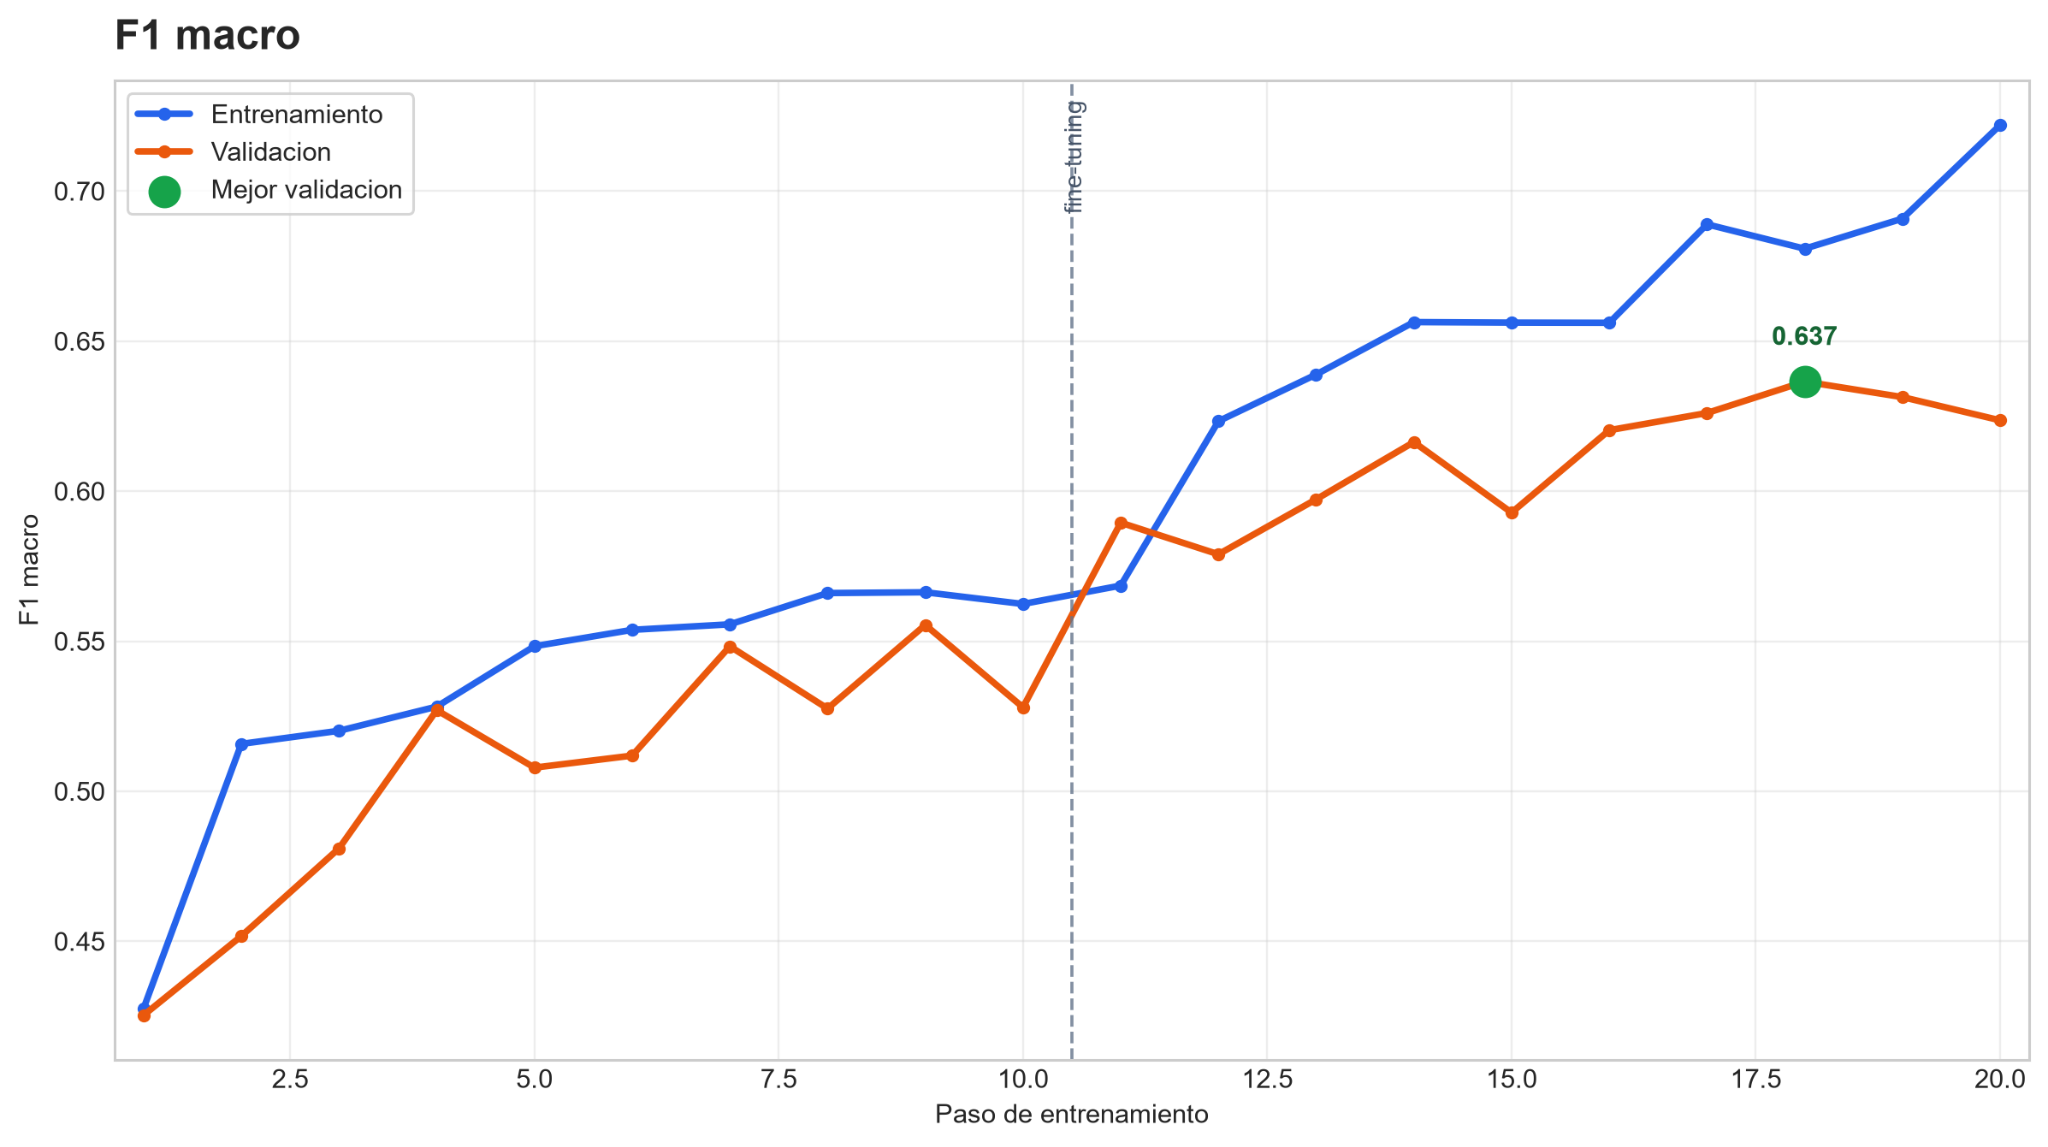 F1 macro
Entrenamiento
Validacion
Mejor validacion
fine-tuning
0.637
0.70
0.65
0.60
0.55
0.50
0.45
F1 macro
2.5 5.0 7.5 10.0 12.5 15.0 17.5 20.0
Paso de entrenamiento